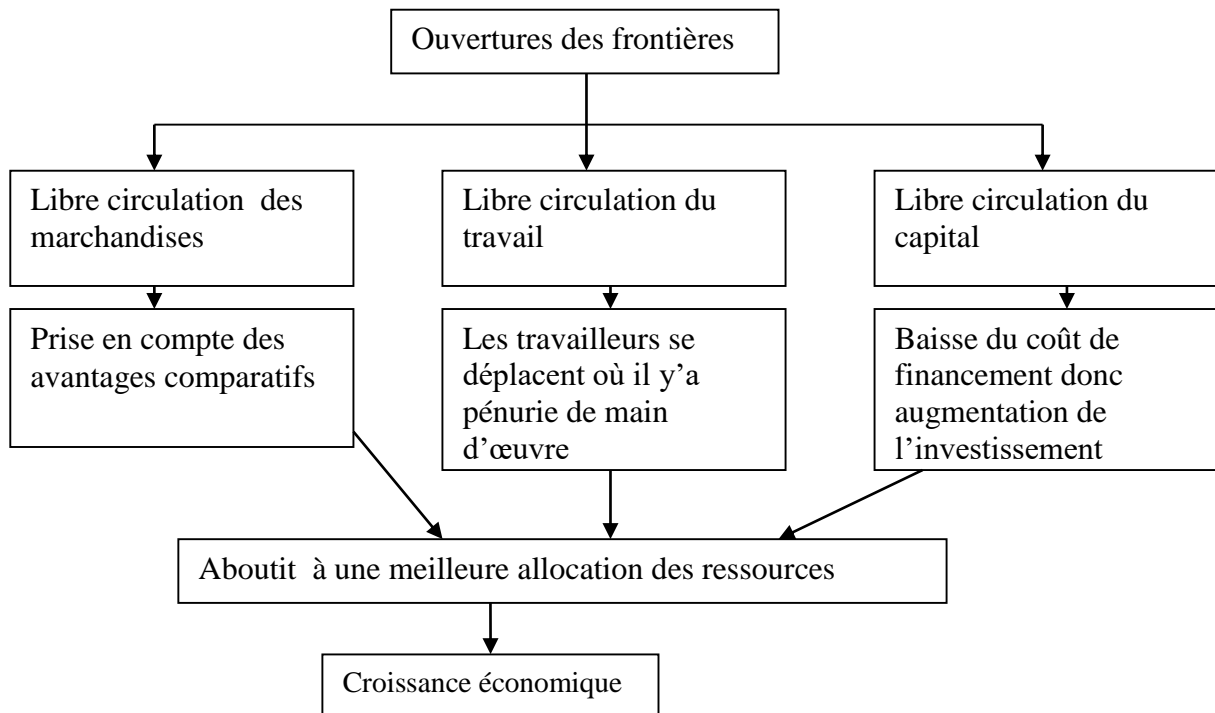 Ouvertures des frontières
Libre circulation  des
marchandises
Libre circulation du
travail
Libre circulation du
capital
Prise en compte des
avantages comparatifs
Les travailleurs se
déplacent où il y’a
pénurie de main
d’œuvre
Baisse du coût de
financement donc
augmentation de
l’investissement
Aboutit  à une meilleure allocation des ressources
Croissance économique